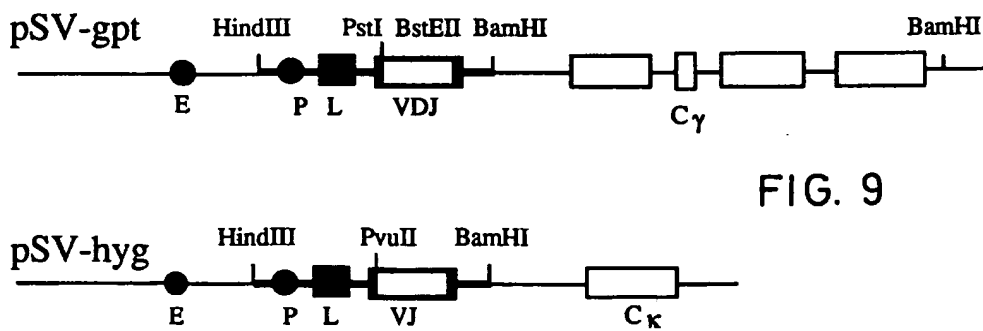 pSV-gpt
HindIII PstI BstEII BamHI BamHI
E P L VDJ Cγ
FIG. 9
pSV-hyg
HindIII PvuII BamHI
E P L VJ Cκ